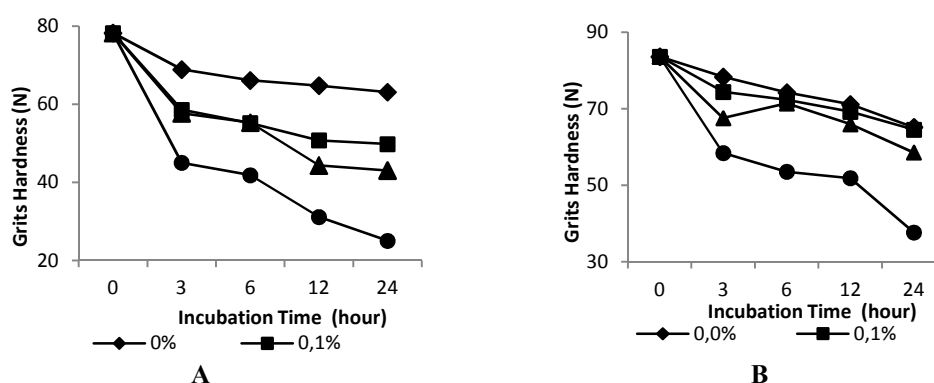 80
60
40
20
Grits Hardness (N)
0 3 6 12 24
Incubation Time (hour)
0% 0,1%
A
90
70
50
30
Grits Hardness (N)
0 3 6 12 24
Incubation Time (hour)
0,0% 0,1%
B